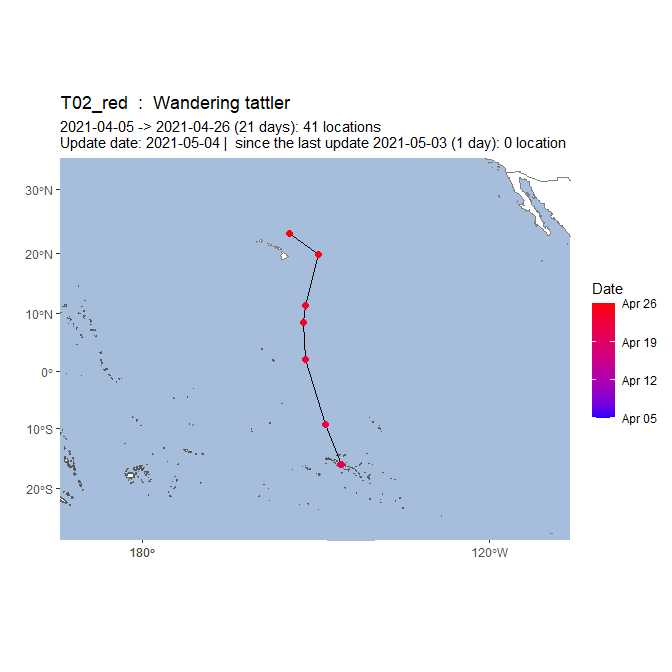 T02_red : Wandering tattler
2021-04-05 -> 2021-04-26 (21 days): 41 locations
Update date: 2021-05-04 | since the last update 2021-05-03 (1 day): 0 location
30°N
20°N
10°N
0°
10°S
20°S
180°
120°W
Date
Apr 26
Apr 19
Apr 12
Apr 05